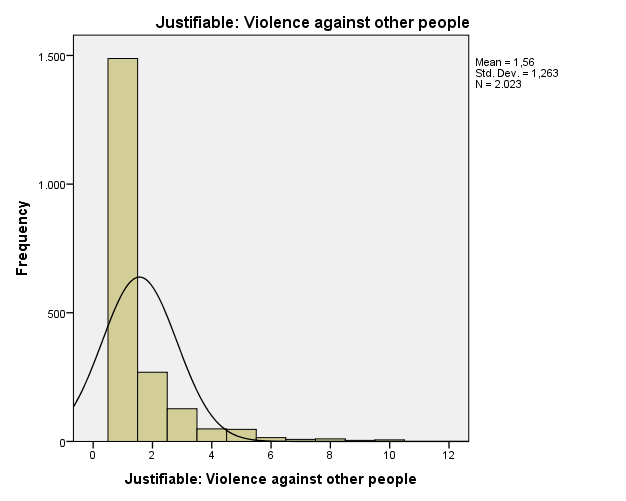 Justifiable: Violence against other people
Mean = 1,56
Std. Dev. = 1,263
N = 2.023
1.500
1.000
500
0
Frequency
0 2 4 6 8 10 12
Justifiable: Violence against other people